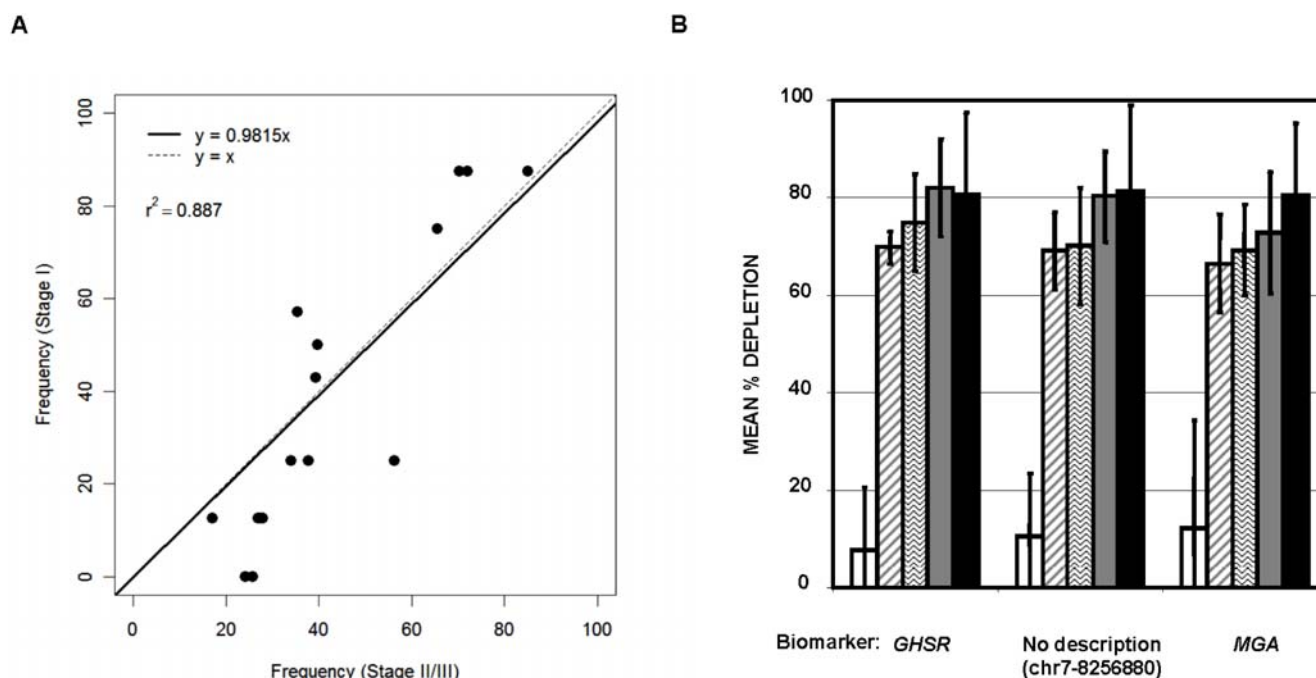 A
B
y = 0.9815x
y = x
r² = 0.887
100
80
60
40
20
0
Frequency (Stage I)
0 20 40 60 80 100
Frequency (Stage II/III)
100
80
60
40
20
0
MEAN % DEPLETION
Biomarker: GHSR No description MGA
(chr7-8256880)